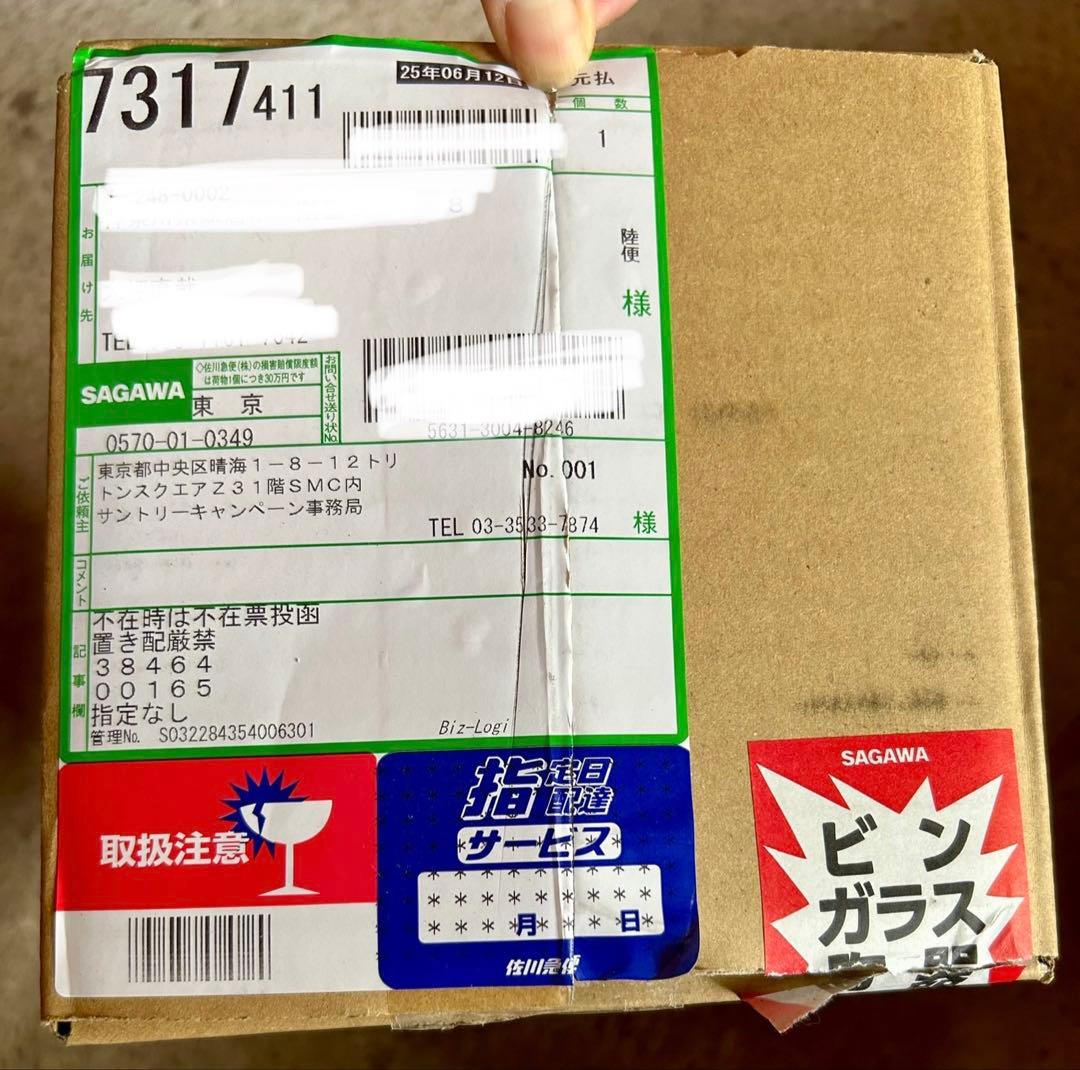 7317411
25年06月12日
元払
個 数
1
陸便
お届け先
様
TEL
SAGAWA
◇佐川急便(株)の損害賠償限度額
は荷物1個につき30万円です
東 京
0570-01-0349
お問い合せ送り状No.
ご依頼主
東京都中央区晴海1-8-12トリ
トンスクエアZ31階SMC内
サントリーキャンペーン事務局
No.001
TEL 03-3533-7874 様
コメント
記事欄
不在時は不在票投函
置き配厳禁
38464
00165
指定なし
管理No. S032284354006301
Biz-Logi
取扱注意
指定日
配達
サービス
月 日
佐川急便
SAGAWA
ビン
ガラス
陶器